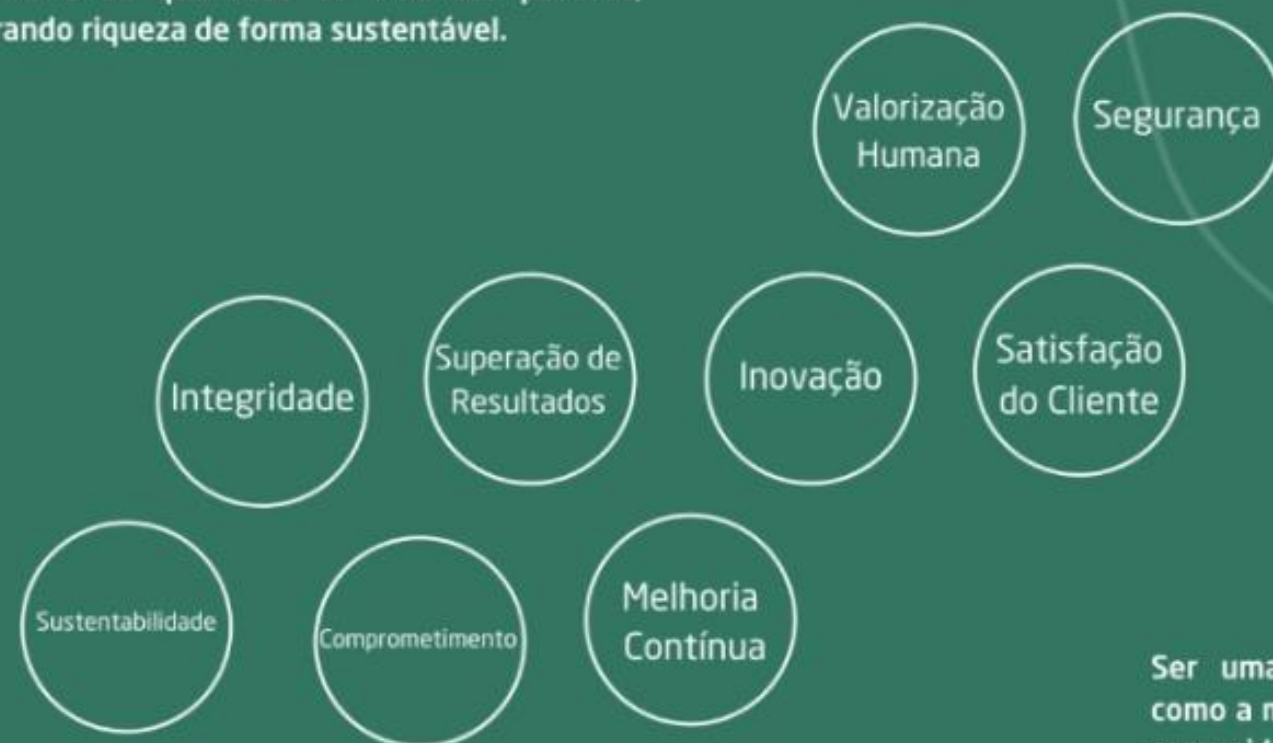 riqueza de forma sustentável.
Valorização
Humana
Segurança
Integridade
Superação de
Resultados
Inovação
Satisfação
do Cliente
Sustentabilidade
Comprometimento
Melhoria
Contínua
Ser uma
como a